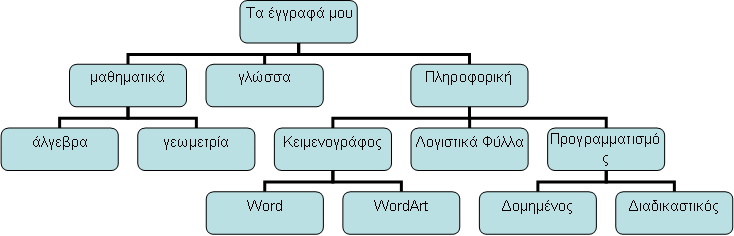 Τα έγγραφά μου
μαθηματικά
γλώσσα
Πληροφορική
άλγεβρα
γεωμετρία
Κειμενογράφος
Λογιστικά Φύλλα
Προγραμματισμό
ς
Word
WordArt
Δομημένος
Διαδικαστικός